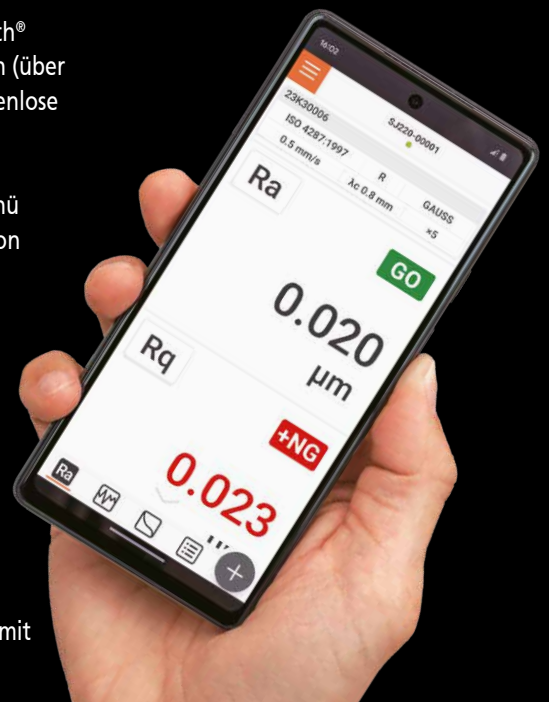 th®
n (über
enlose
nü
on
mit
16:02
SJ220-00001
23K30006
ISO 4287:1997 R GAUSS
0.5 mm/s λc 0.8 mm ×5
Ra
GO
0.020
µm
Rq
+NG
0.023
Ra